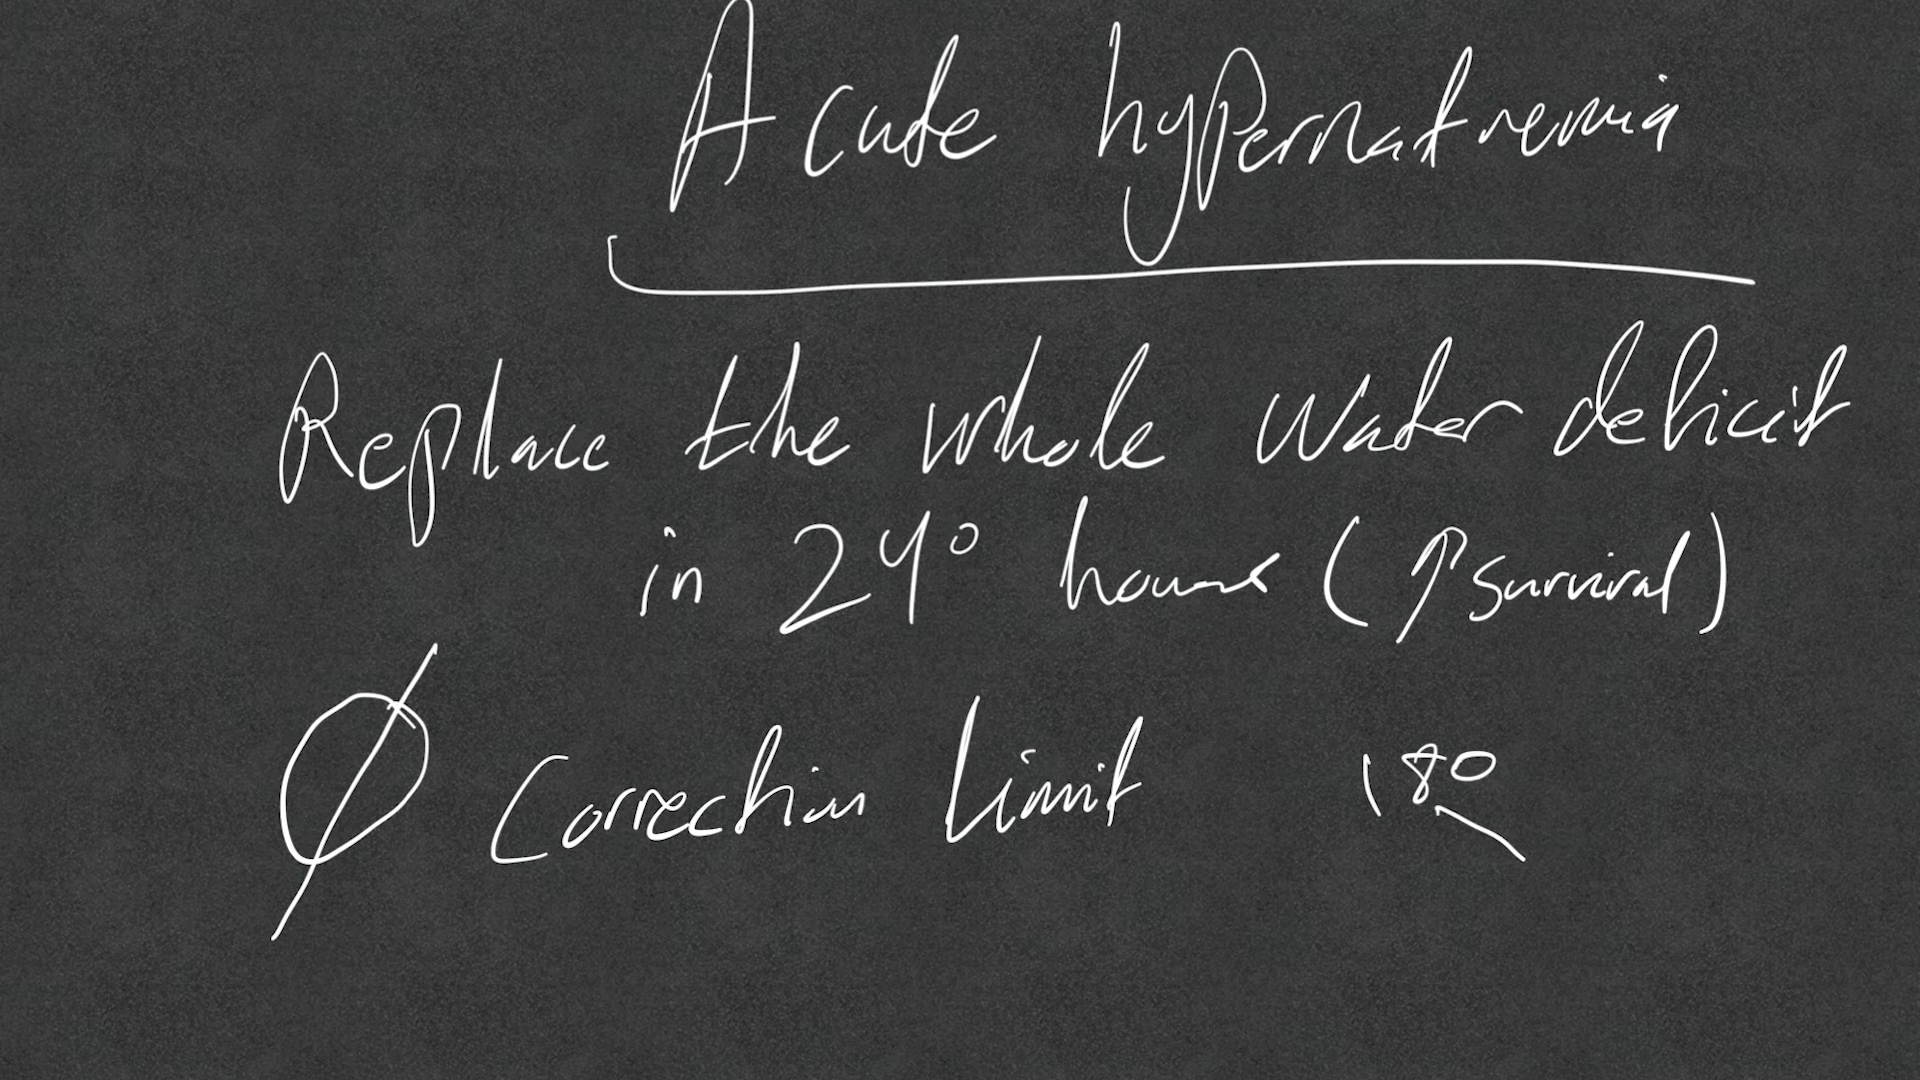 Acute hypernatremia
Replace the whole water deficit
in 24° hours (↑ survival)
Ø Correction limit 180